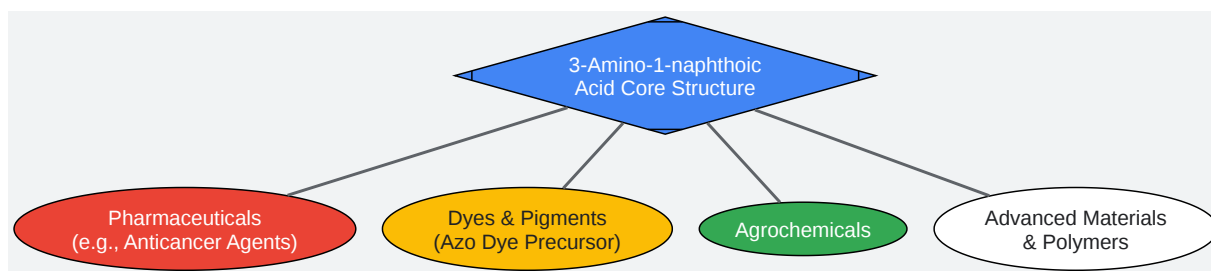 3-Amino-1-naphthoic
Acid Core Structure
Pharmaceuticals
(e.g., Anticancer Agents)
Dyes & Pigments
(Azo Dye Precursor)
Agrochemicals
Advanced Materials
& Polymers